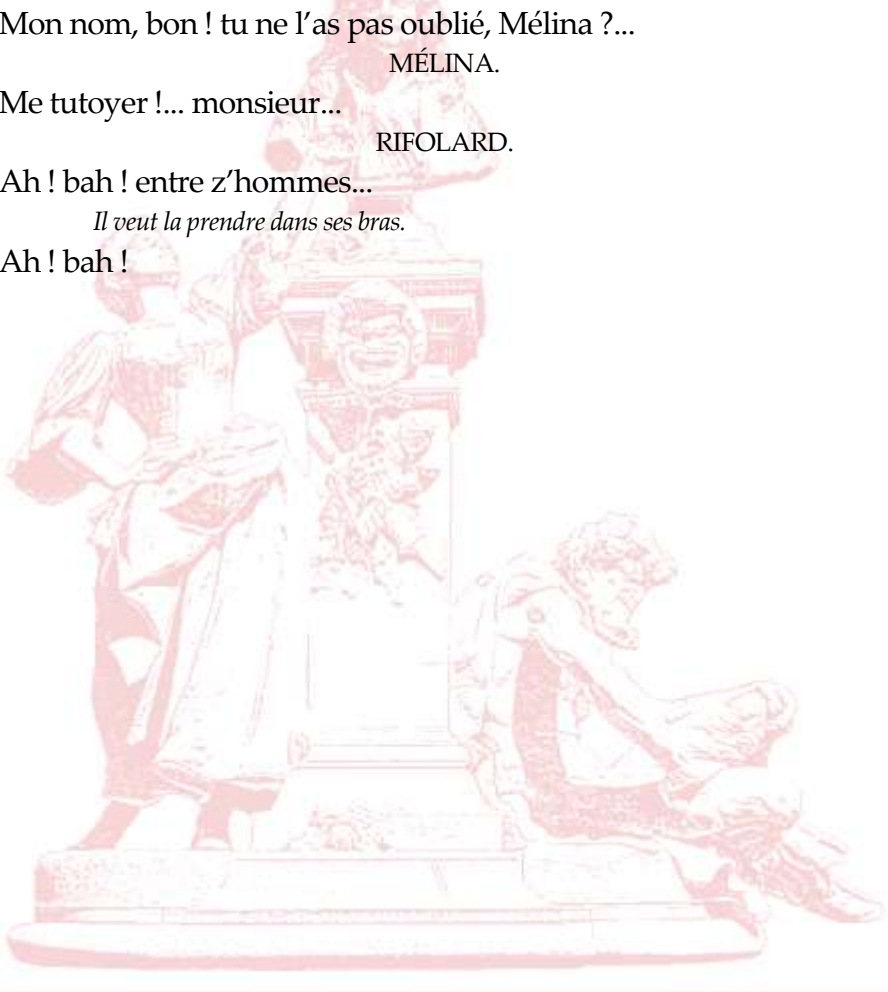 Mon nom, bon ! tu ne l’as pas oublié, Mélina ?...
MÉLINA.
Me tutoyer !... monsieur...
RIFOLARD.
Ah ! bah ! entre z’hommes...
Il veut la prendre dans ses bras.
Ah ! bah !